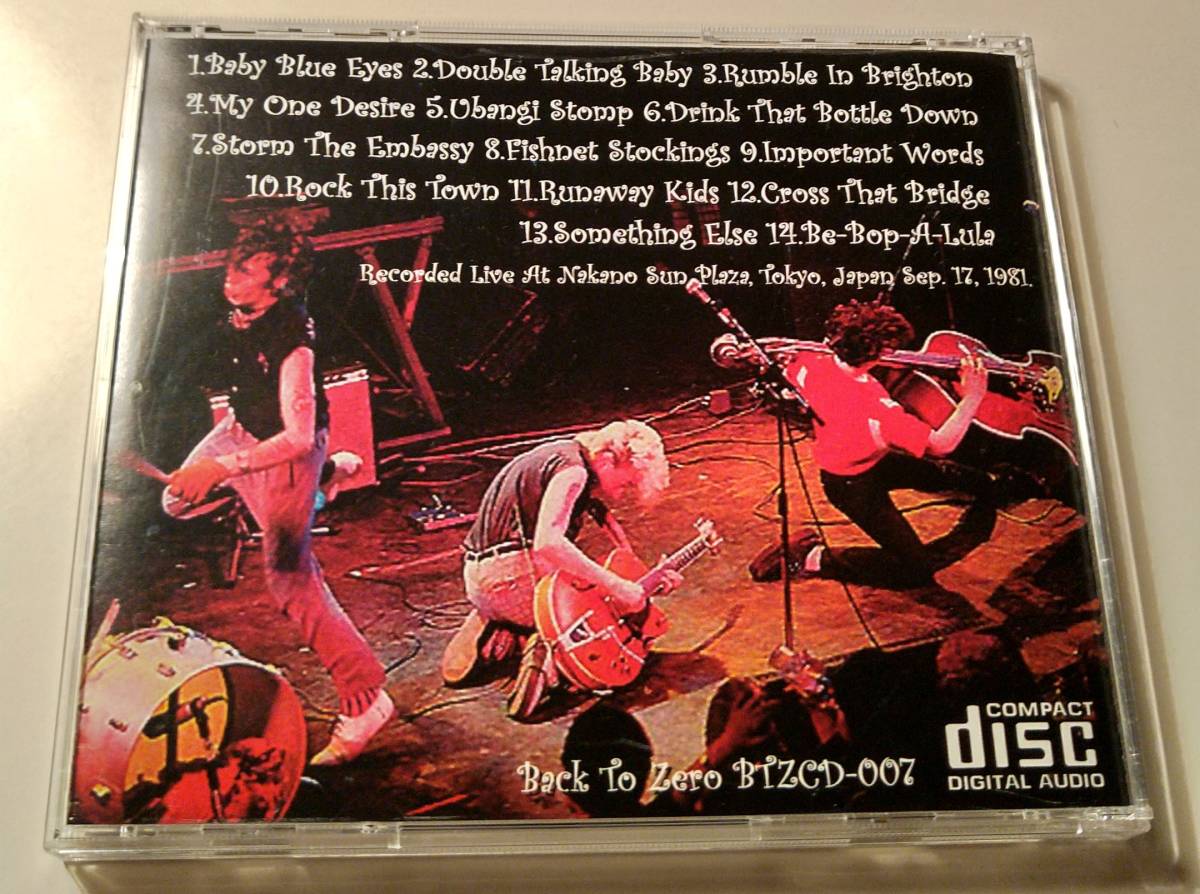 1.Baby Blue Eyes 2.Double Talking Baby 3.Rumble In Brighton
4.My One Desire 5.Ubangi Stomp 6.Drink That Bottle Down
7.Storm The Embassy 8.Fishnet Stockings 9.Important Words
10.Rock This Town 11.Runaway Kids 12.Cross That Bridge
13.Something Else 14.Be-Bop-A-Lula
Recorded Live At Nakano Sun Plaza, Tokyo, Japan, Sep. 17, 1981.
Back To Zero BTZCD-007
COMPACT
disc
DIGITAL AUDIO